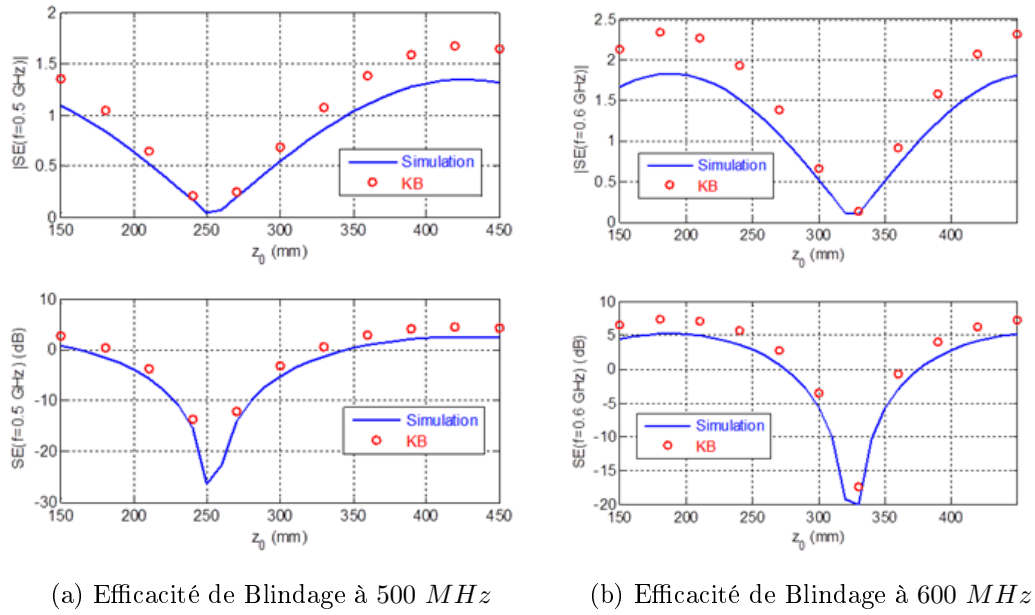 |SE(f=0.5 GHz)|
2
1.5
1
0.5
0
150 200 250 300 350 400 450
z0 (mm)
Simulation
KB
|SE(f=0.6 GHz)|
2.5
2
1.5
1
0.5
0
150 200 250 300 350 400 450
z0 (mm)
Simulation
KB
SE(f=0.5 GHz) (dB)
10
0
-10
-20
-30
150 200 250 300 350 400 450
z0 (mm)
Simulation
KB
SE(f=0.6 GHz) (dB)
10
5
0
-5
-10
-15
-20
150 200 250 300 350 400 450
z0 (mm)
Simulation
KB
(a) Efficacité de Blindage à 500 MHz
(b) Efficacité de Blindage à 600 MHz